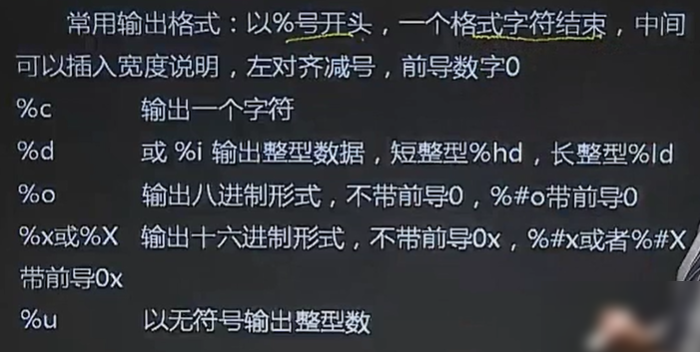 常用输出格式：以%号开头，一个格式字符结束，中间
可以插入宽度说明，左对齐减号，前导数字0
%c 输出一个字符
%d 或 %i 输出整型数据，短整型%hd，长整型%ld
%o 输出八进制形式，不带前导0，%#o带前导0
%x或%X 输出十六进制形式，不带前导0x，%#x或者%#X
带前导0x
%u 以无符号输出整型数